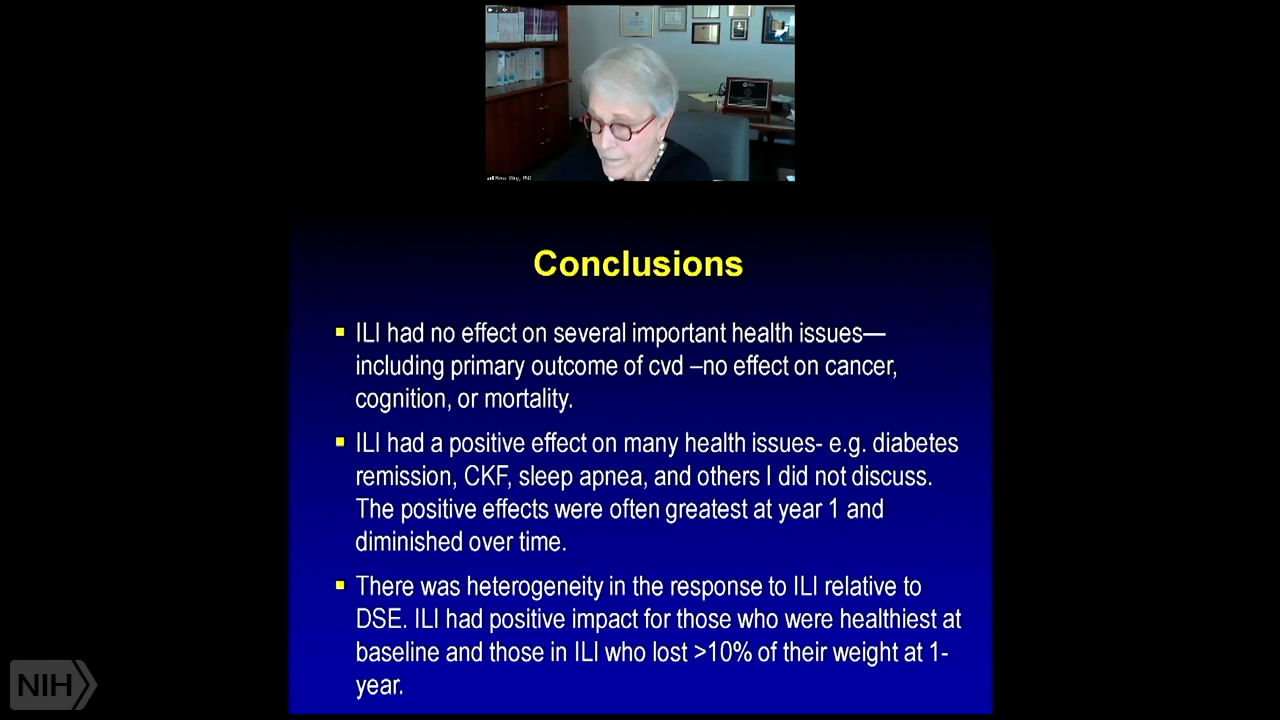 Rena Wing, PhD
Conclusions
ILI had no effect on several important health issues—
including primary outcome of cvd –no effect on cancer,
cognition, or mortality.
ILI had a positive effect on many health issues- e.g. diabetes
remission, CKF, sleep apnea, and others I did not discuss.
The positive effects were often greatest at year 1 and
diminished over time.
There was heterogeneity in the response to ILI relative to
DSE. ILI had positive impact for those who were healthiest at
baseline and those in ILI who lost >10% of their weight at 1-
year.
NIH